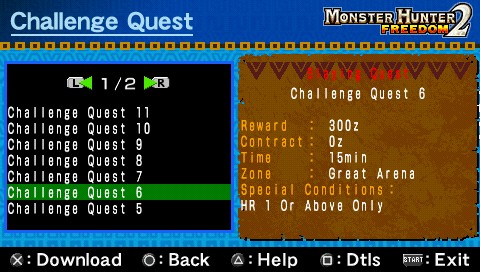 Challenge Quest
MONSTER HUNTER
FREEDOM 2
L 1/2 R
Challenge Quest 11
Challenge Quest 10
Challenge Quest 9
Challenge Quest 8
Challenge Quest 7
Challenge Quest 6
Challenge Quest 5
Challenge Quest 6
Reward : 300z
Contract: 0z
Time : 15min
Zone : Great Arena
Special Conditions:
HR 1 Or Above Only
:Download :Back :Help :Dtls START:Exit